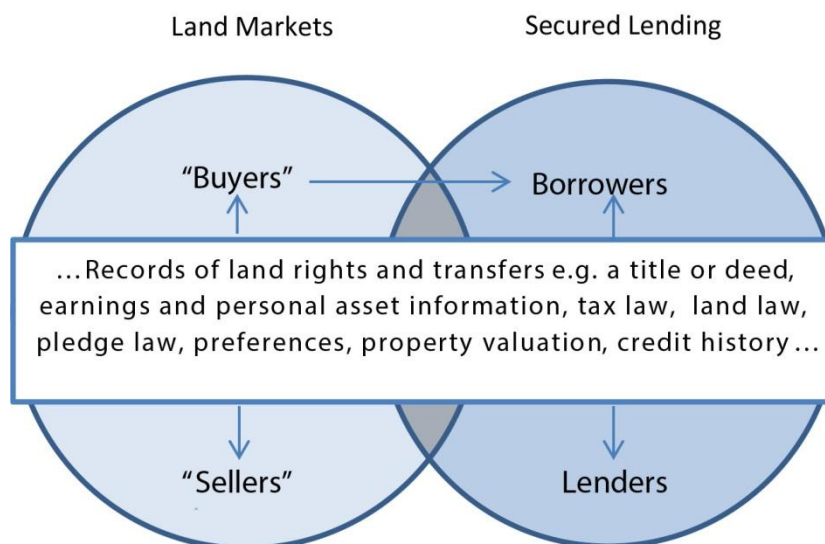 Land Markets Secured Lending
“Buyers” Borrowers
…Records of land rights and transfers e.g. a title or deed,
earnings and personal asset information, tax law, land law,
pledge law, preferences, property valuation, credit history…
“Sellers” Lenders